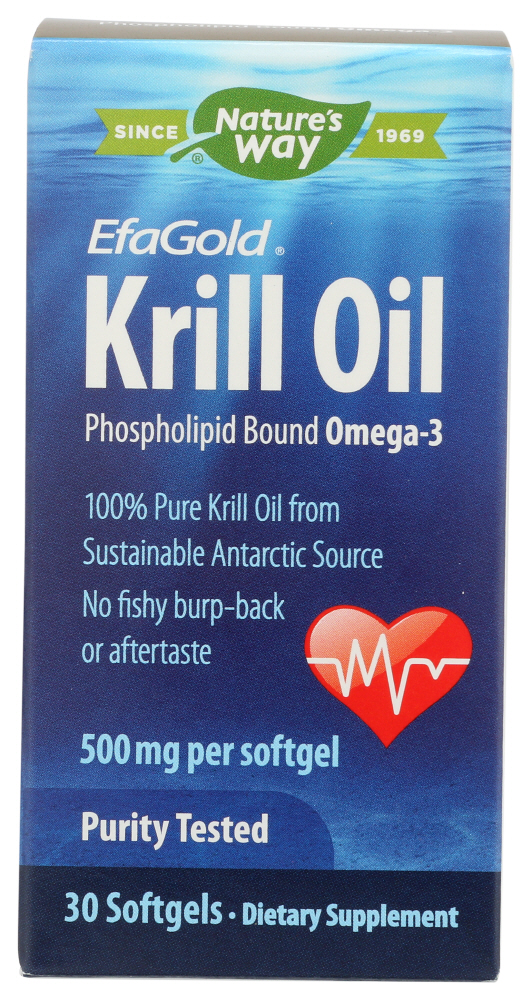 SINCE Nature's Way® 1969
EfaGold®
Krill Oil
Phospholipid Bound Omega-3
100% Pure Krill Oil from
Sustainable Antarctic Source
No fishy burp-back
or aftertaste
500 mg per softgel
Purity Tested
30 Softgels • Dietary Supplement